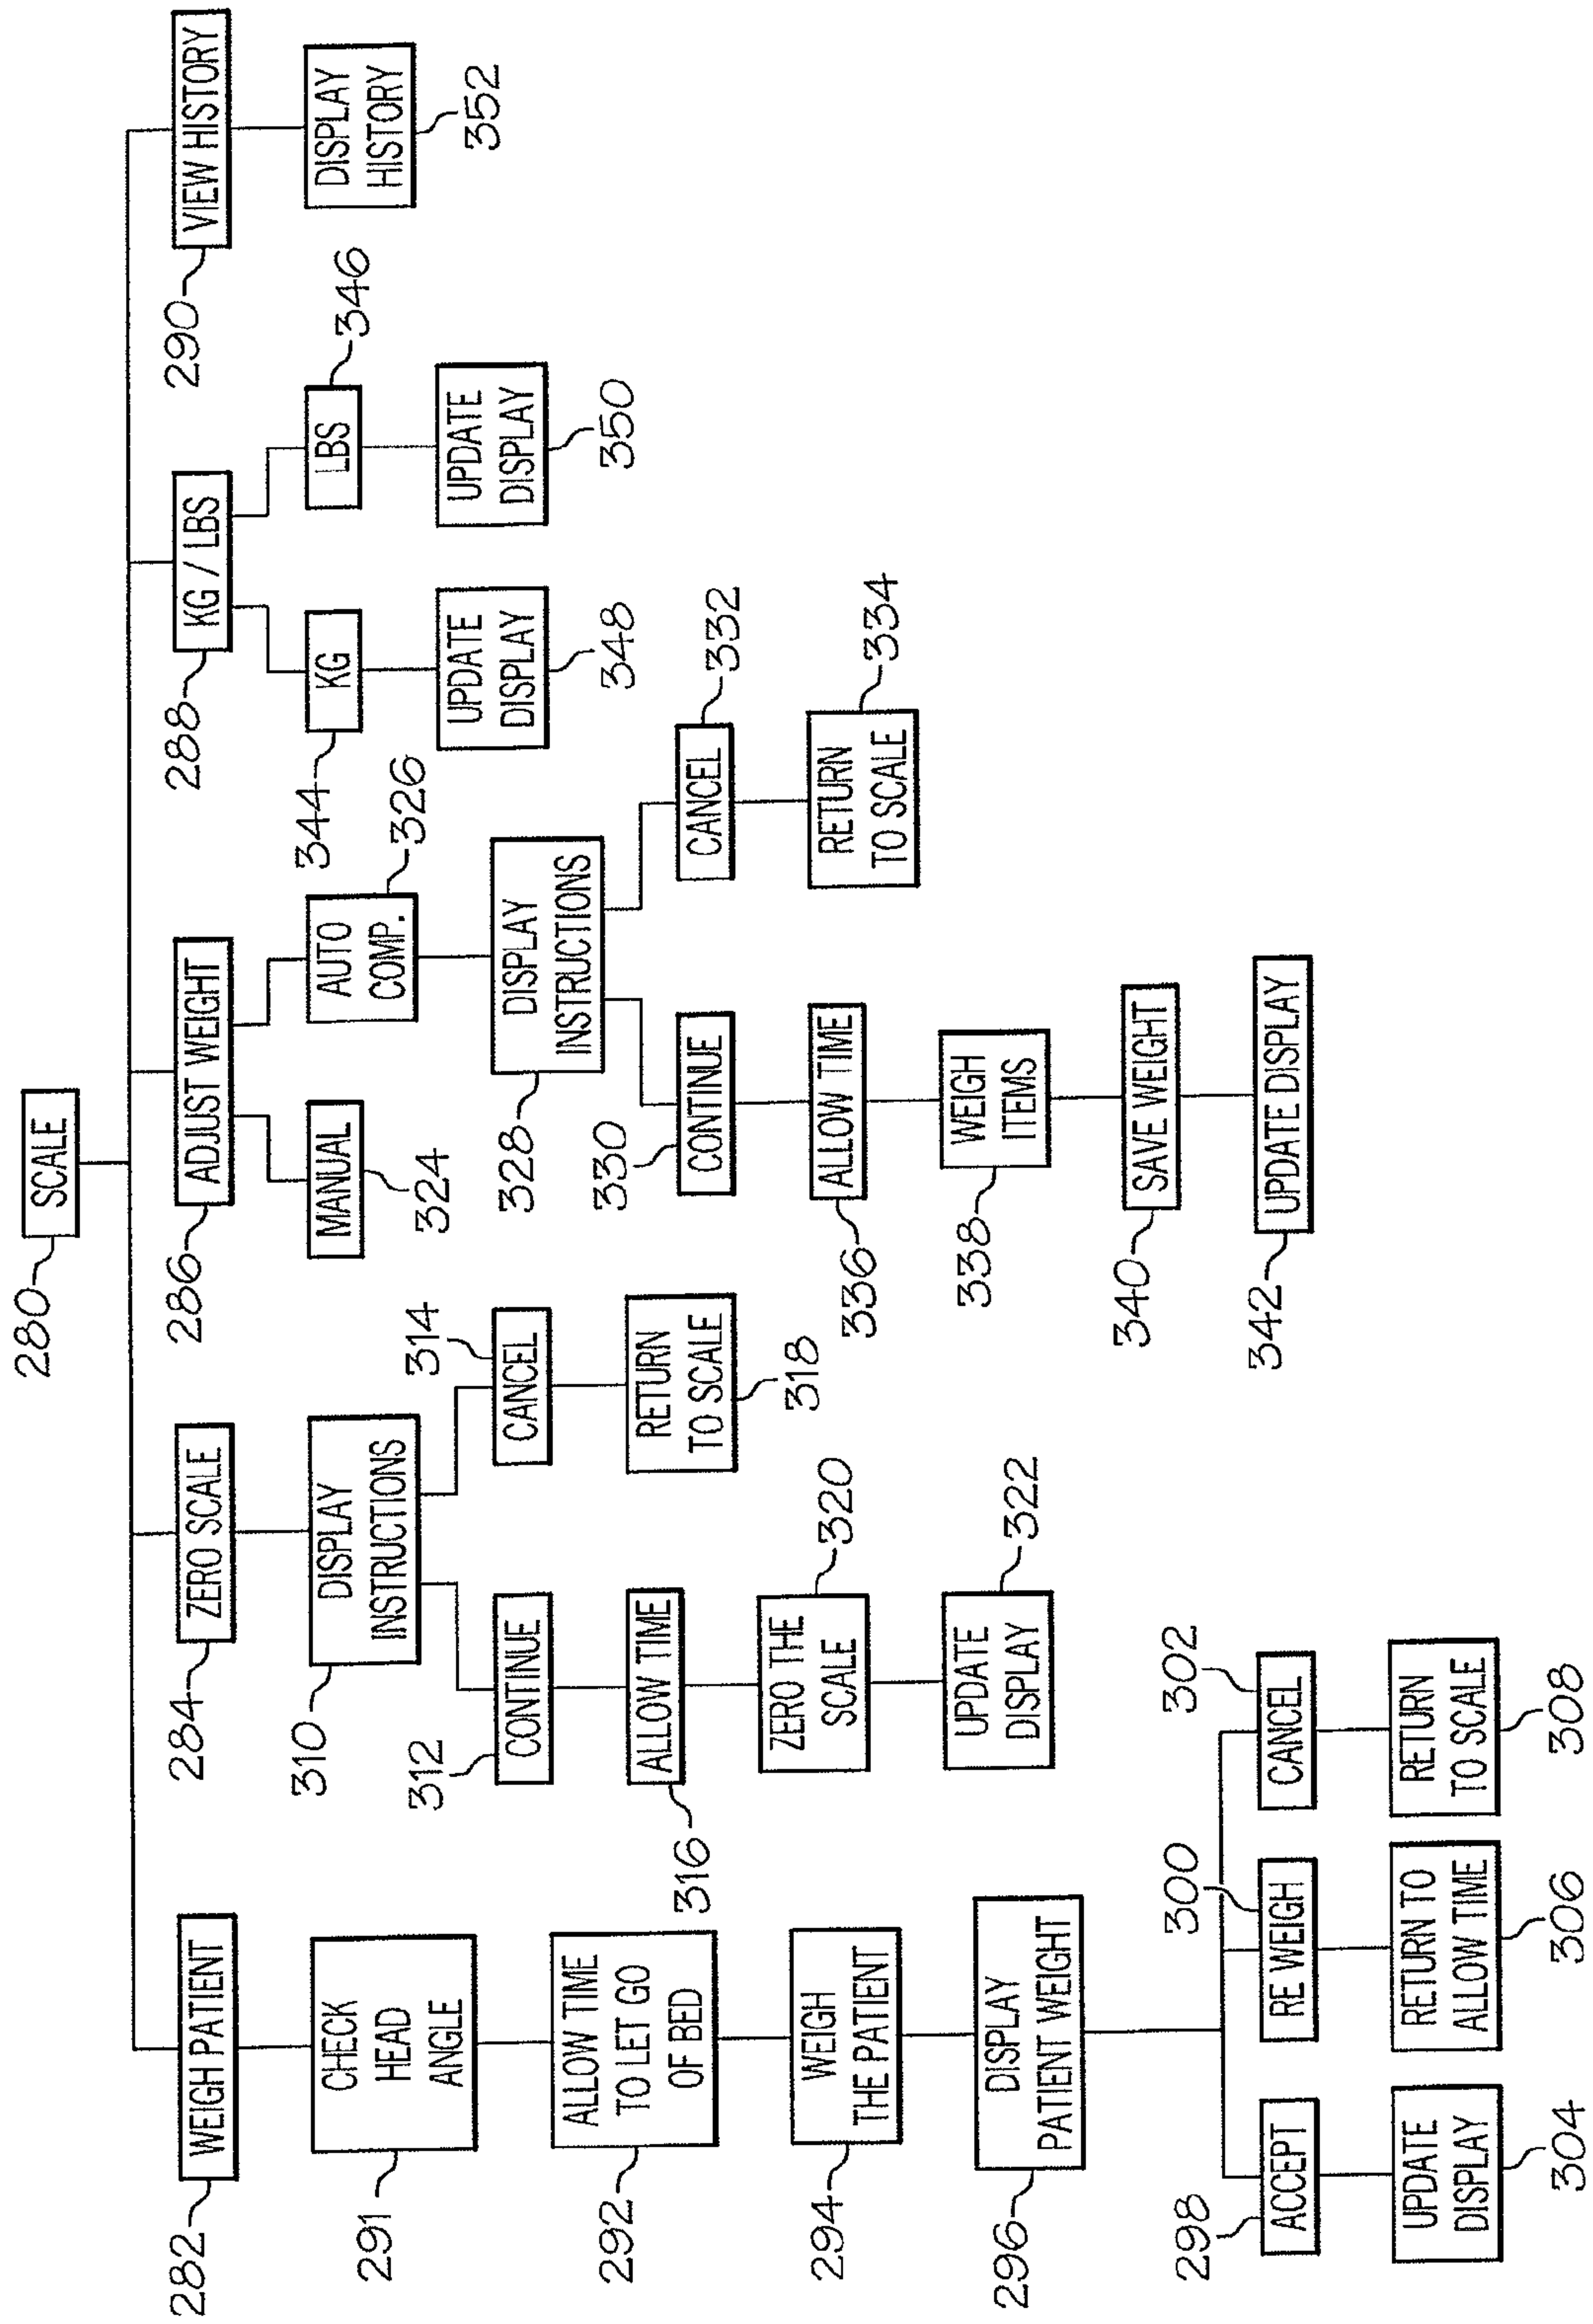 280
SCALE
282
WEIGH PATIENT
284
ZERO SCALE
286
ADJUST WEIGHT
288
KG / LBS
290
VIEW HISTORY
291
CHECK
HEAD
ANGLE
292
ALLOW TIME
TO LET GO
OF BED
294
WEIGH
THE PATIENT
296
DISPLAY
PATIENT WEIGHT
298
ACCEPT
300
RE WEIGH
302
CANCEL
UPDATE
DISPLAY
304
RETURN TO
ALLOW TIME
306
RETURN
TO SCALE
308
310
DISPLAY
INSTRUCTIONS
312
CONTINUE
314
CANCEL
316
ALLOW TIME
RETURN
TO SCALE
318
ZERO THE
SCALE
320
UPDATE
DISPLAY
322
MANUAL
324
AUTO
COMP.
326
328
DISPLAY
INSTRUCTIONS
330
CONTINUE
CANCEL
332
336
ALLOW TIME
RETURN
TO SCALE
334
338
WEIGH
ITEMS
340
SAVE WEIGHT
342
UPDATE DISPLAY
344
KG
LBS
346
UPDATE
DISPLAY
348
UPDATE
DISPLAY
350
DISPLAY
HISTORY
352